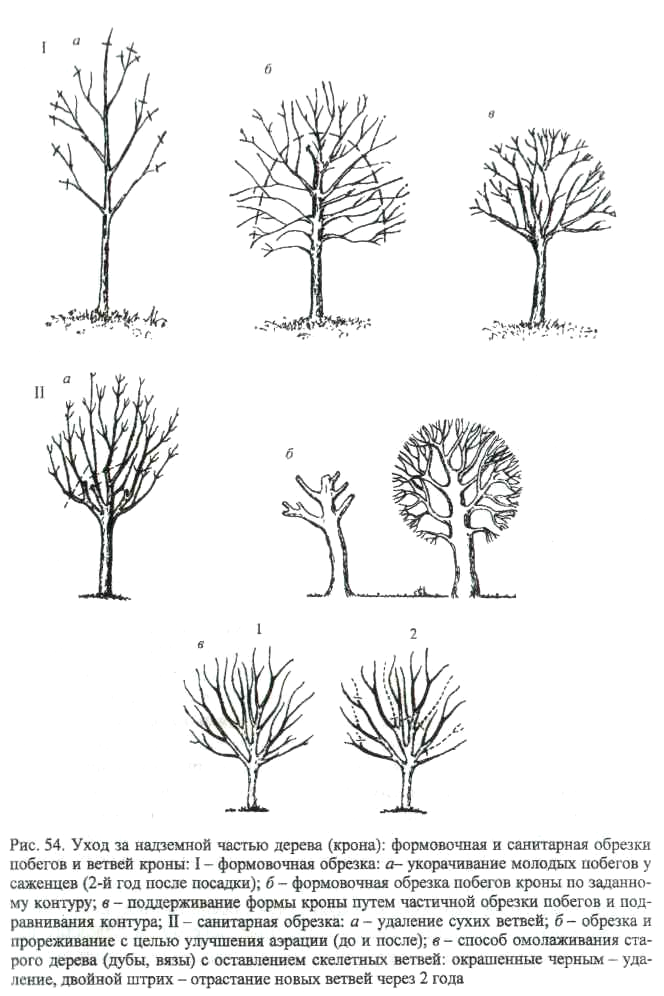 I а
б
в
II а
б
в 1 2
Рис. 54. Уход за надземной частью дерева (крона): формовочная и санитарная обрезки
побегов и ветвей кроны: I – формовочная обрезка: а– укорачивание молодых побегов у
саженцев (2-й год после посадки); б – формовочная обрезка побегов кроны по заданно-
му контуру; в – поддерживание формы кроны путем частичной обрезки побегов и под-
равнивания контура; II – санитарная обрезка: а – удаление сухих ветвей; б – обрезка и
прореживание с целью улучшения аэрации (до и после); в – способ омолаживания ста-
рого дерева (дубы, вязы) с оставлением скелетных ветвей: окрашенные черным – уда-
ление, двойной штрих – отрастание новых ветвей через 2 года